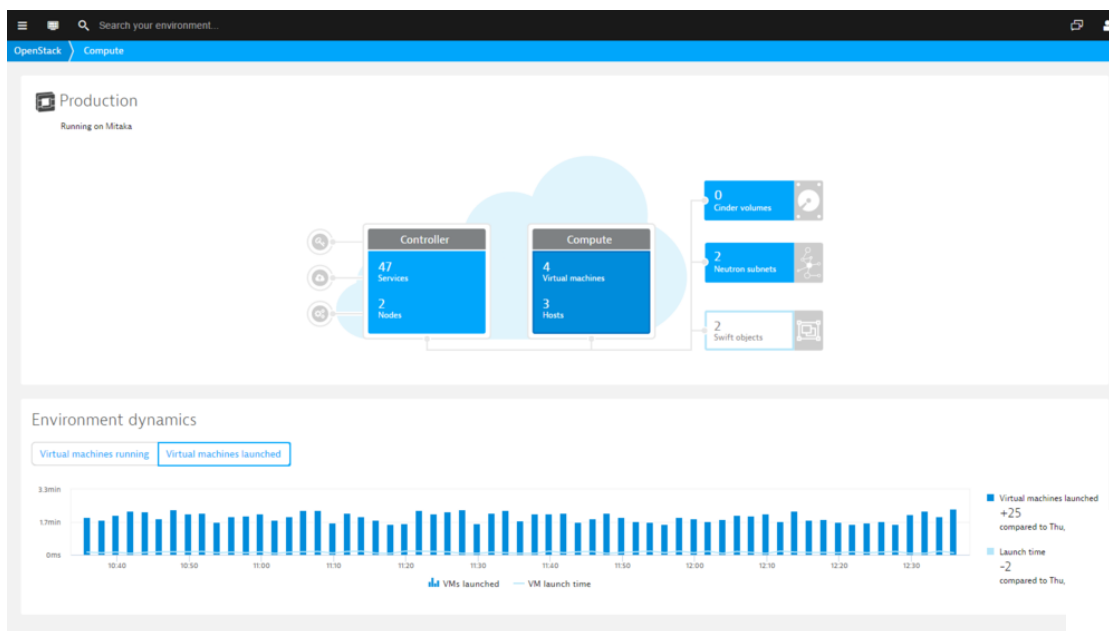 Search your environment...
OpenStack
Compute
Production
Running on Mitaka
Controller
47
Services
2
Nodes
Compute
4
Virtual machines
3
Hosts
0
Cinder volumes
2
Neutron subnets
2
Swift objects
Environment dynamics
Virtual machines running
Virtual machines launched
3.3min
1.7min
0ms
10:40
10:50
11:00
11:10
11:20
11:30
11:40
11:50
12:00
12:10
12:20
12:30
VMs launched
VM launch time
Virtual machines launched
+25
compared to Thu,
Launch time
-2
compared to Thu,